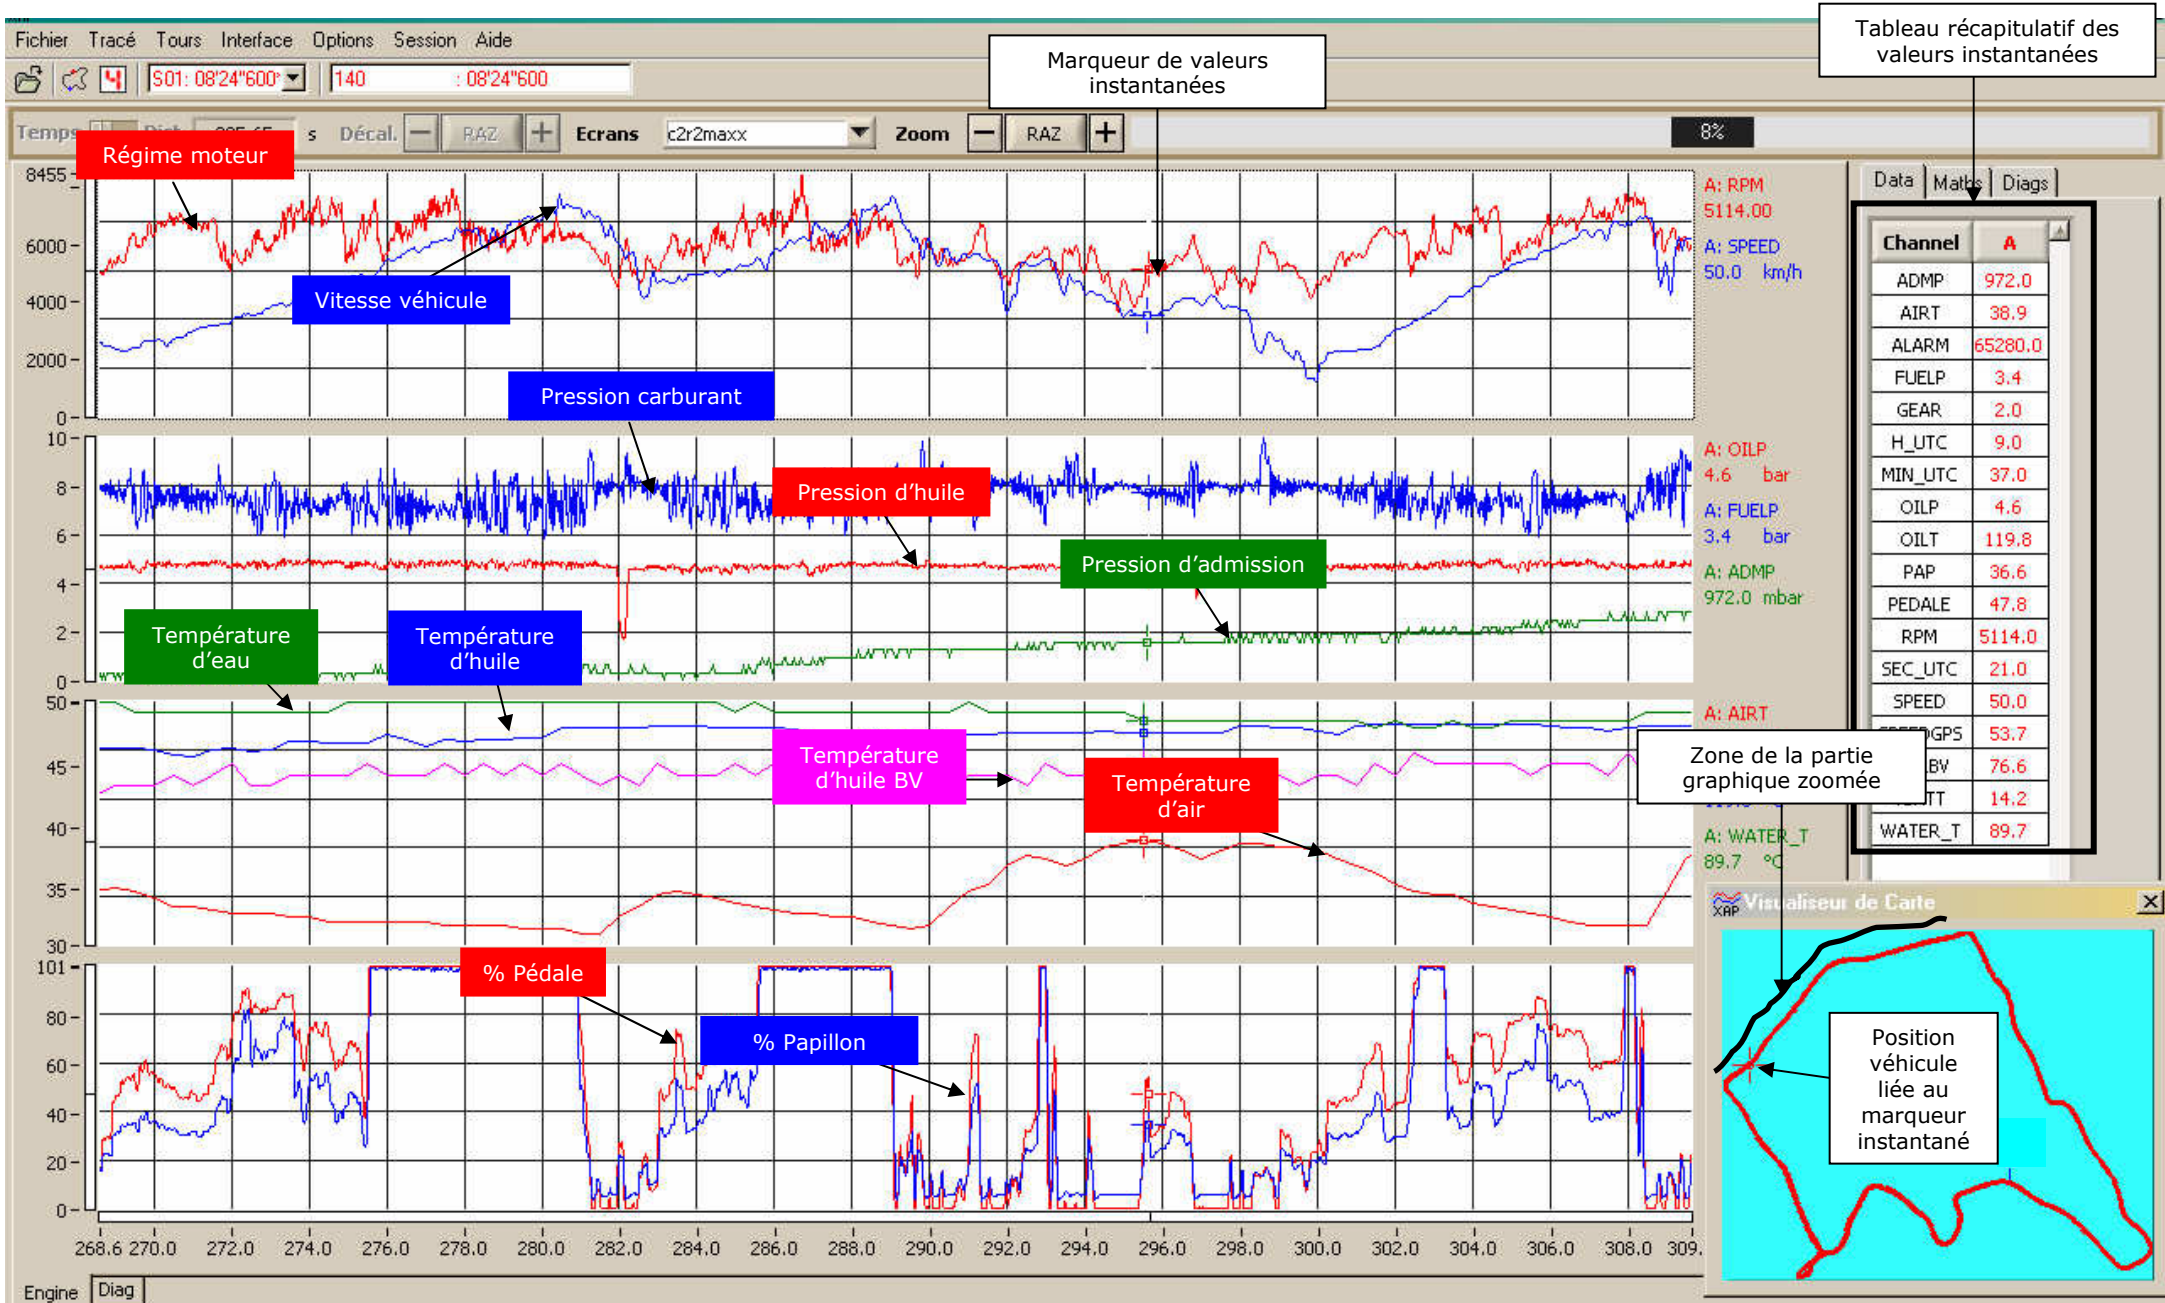 Fichier Tracé Tours Interface Options Session Aide
S01: 08'24"600
140 : 08'24"600
Marqueur de valeurs
instantanées
Tableau récapitulatif des
valeurs instantanées
Temps
s Décal. RAZ Ecrans c2r2maxx Zoom RAZ 8%
Régime moteur
8455
6000
4000
2000
0
Vitesse véhicule
A: RPM
5114.00
A: SPEED
50.0 km/h
Pression carburant
10
8
6
4
2
0
Pression d'huile
Pression d'admission
A: OILP
4.6 bar
A: FUELP
3.4 bar
A: ADMP
972.0 mbar
Température
d'eau
Température
d'huile
50
45
40
35
30
Température
d'huile BV
Température
d'air
A: AIRT
A: WATER_T
89.7 °C
101
80
60
40
20
0
% Pédale
% Papillon
268.6 270.0 272.0 274.0 276.0 278.0 280.0 282.0 284.0 286.0 288.0 290.0 292.0 294.0 296.0 298.0 300.0 302.0 304.0 306.0 308.0 309.
Engine Diag
Data Maths Diags
Channel A
ADMP 972.0
AIRT 38.9
ALARM 65280.0
FUELP 3.4
GEAR 2.0
H_UTC 9.0
MIN_UTC 37.0
OILP 4.6
OILT 119.8
PAP 36.6
PEDALE 47.8
RPM 5114.0
SEC_UTC 21.0
SPEED 50.0
53.7
76.6
14.2
WATER_T 89.7
Zone de la partie
graphique zoomée
XAP Visualiseur de Carte
Position
véhicule
liée au
marqueur
instantané